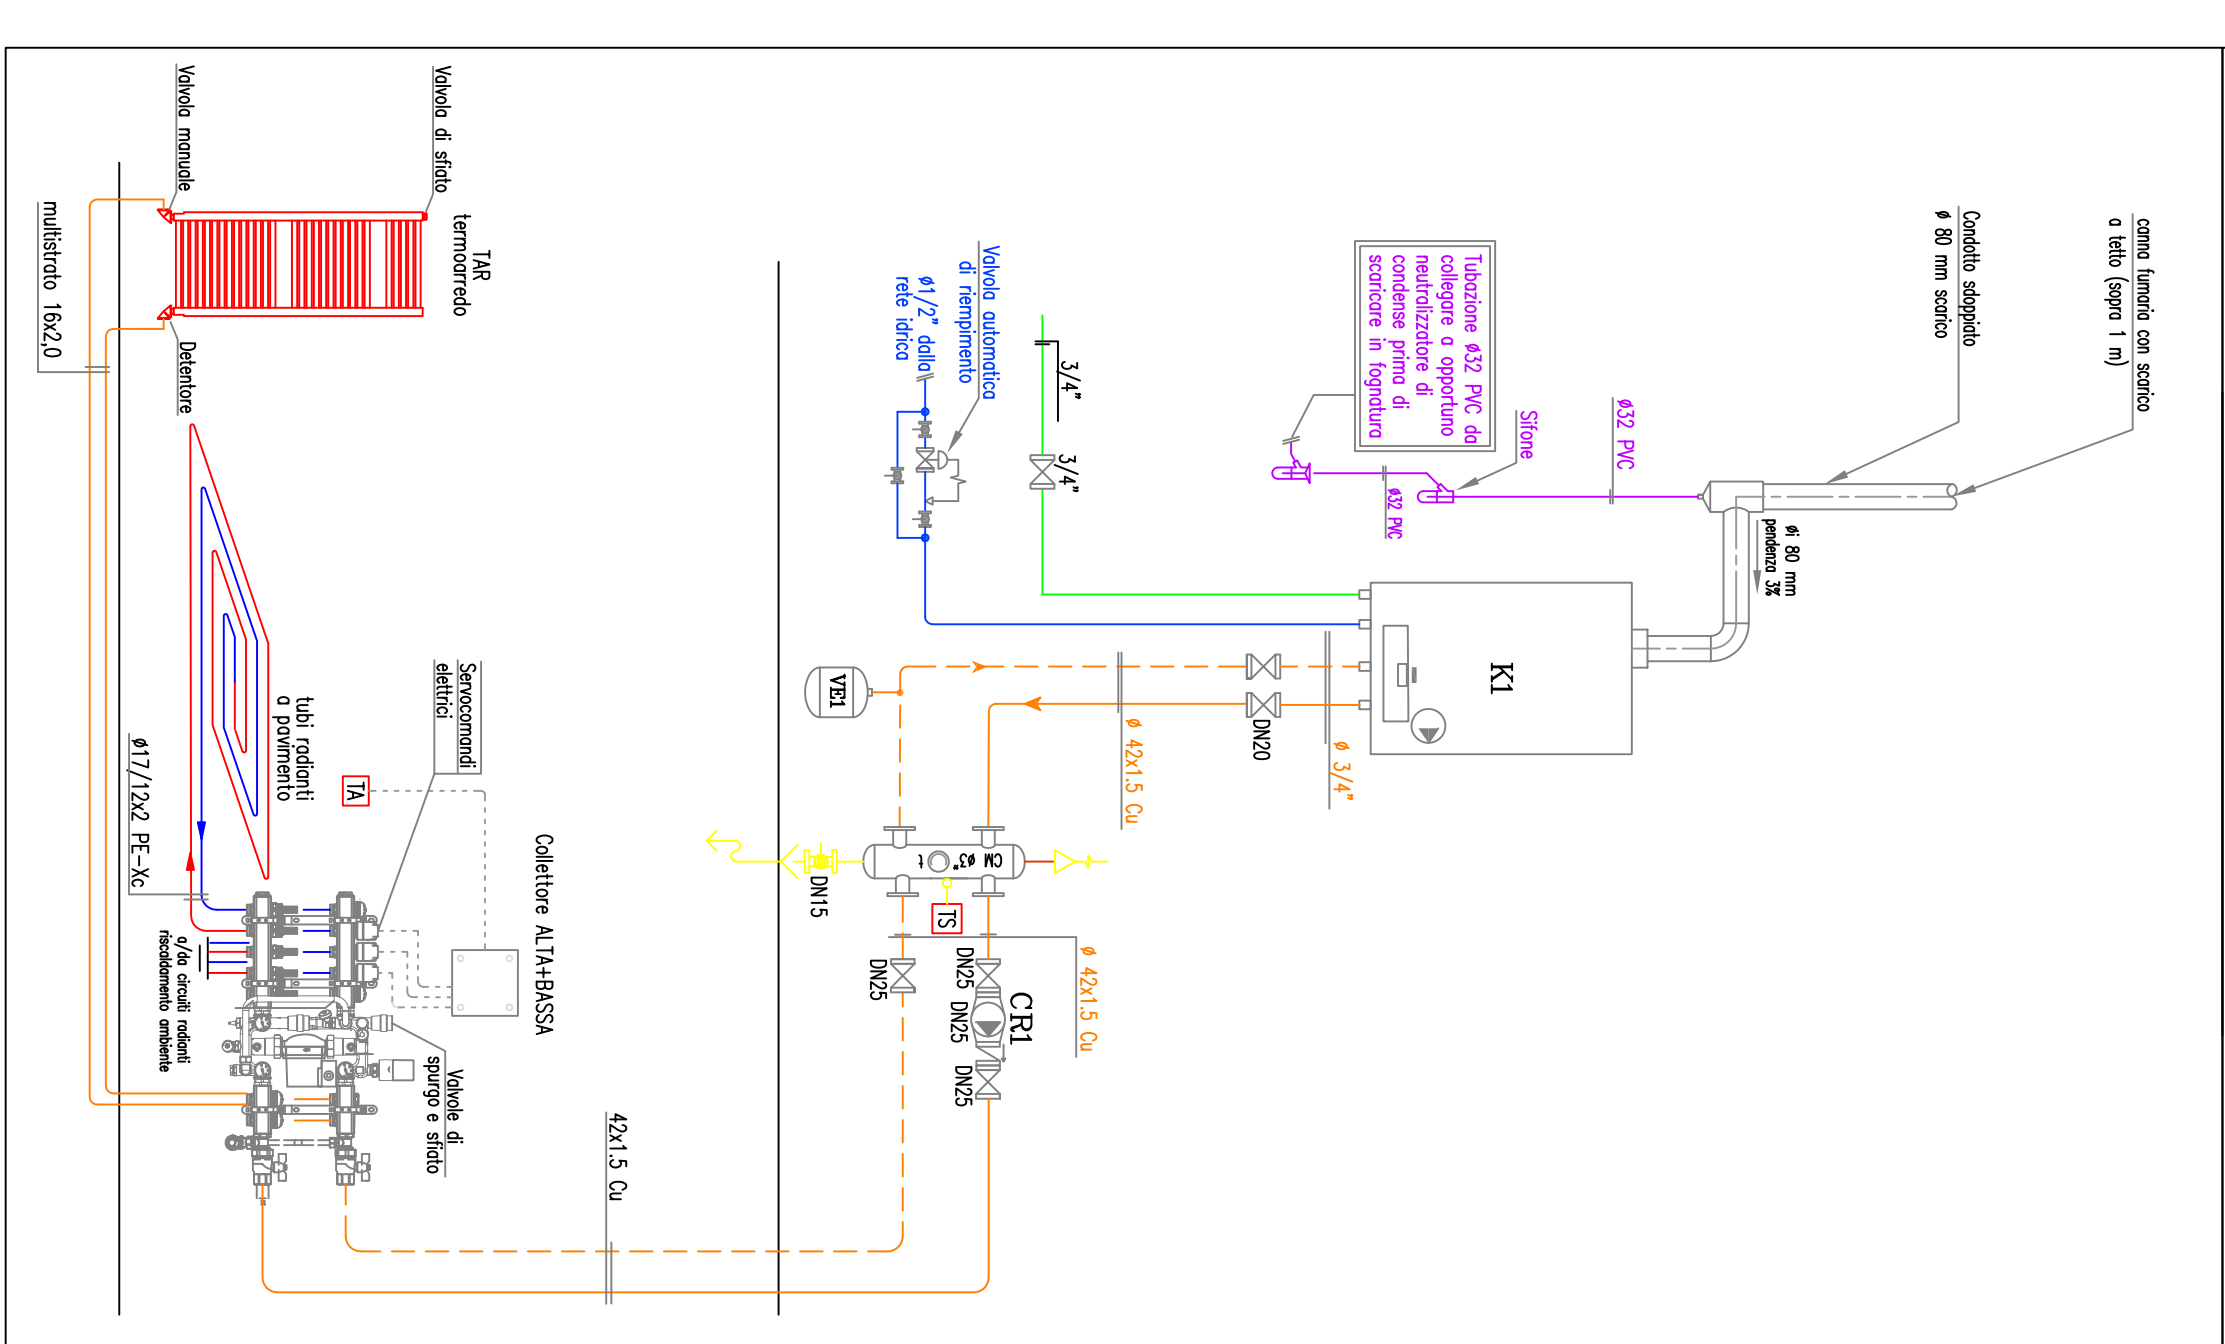 canna fumaria con scarico
a tetto (sopra 1 m)
Condotto sdoppiato
ø 80 mm scarico
øi 80 mm
pendenza 3%
ø32 PVC
Sifone
Tubazione ø32 PVC da
collegare a opportuno
neutralizzatore di
condense prima di
scaricare in fognatura
ø32 PVC
K1
3/4"
3/4"
Valvola automatica
di riempimento
ø1/2" dalla
rete idrica
ø 3/4"
DN20
ø 42x1.5 Cu
VE1
CM ø3"
t
TS
DN15
ø 42x1.5 Cu
CR1
DN25
DN25
DN25
DN25
42x1.5 Cu
Collettore ALTA+BASSA
TAR
termoarredo
Valvola di sfiato
Valvola manuale
Detentore
multistrato 16x2,0
Servocomandi
elettrici
TA
tubi radianti
a pavimento
ø17/12x2 PE-Xc
a/da circuiti radianti
riscaldamento ambiente
Valvole di
spurgo e sfiato